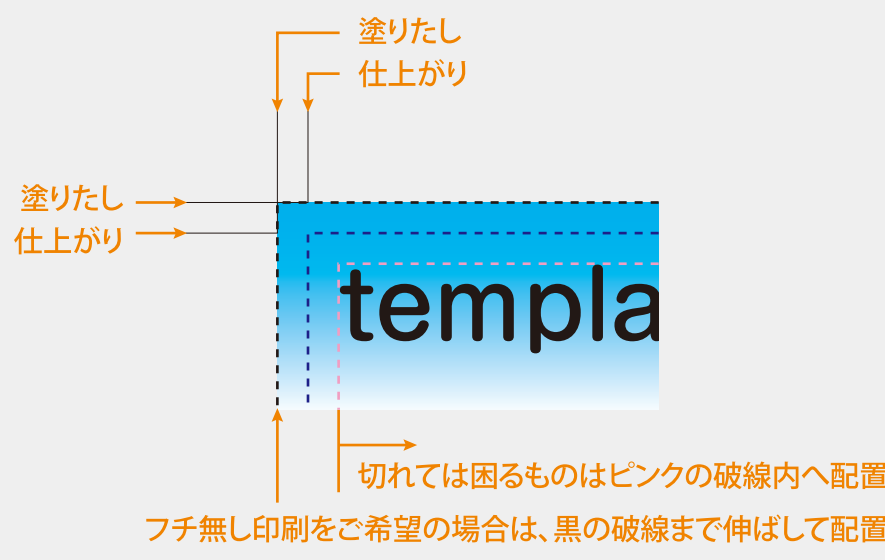 塗りたし
仕上がり
塗りたし
仕上がり
templa
切れては困るものはピンクの破線内へ配置
フチ無し印刷をご希望の場合は、黒の破線まで伸ばして配置